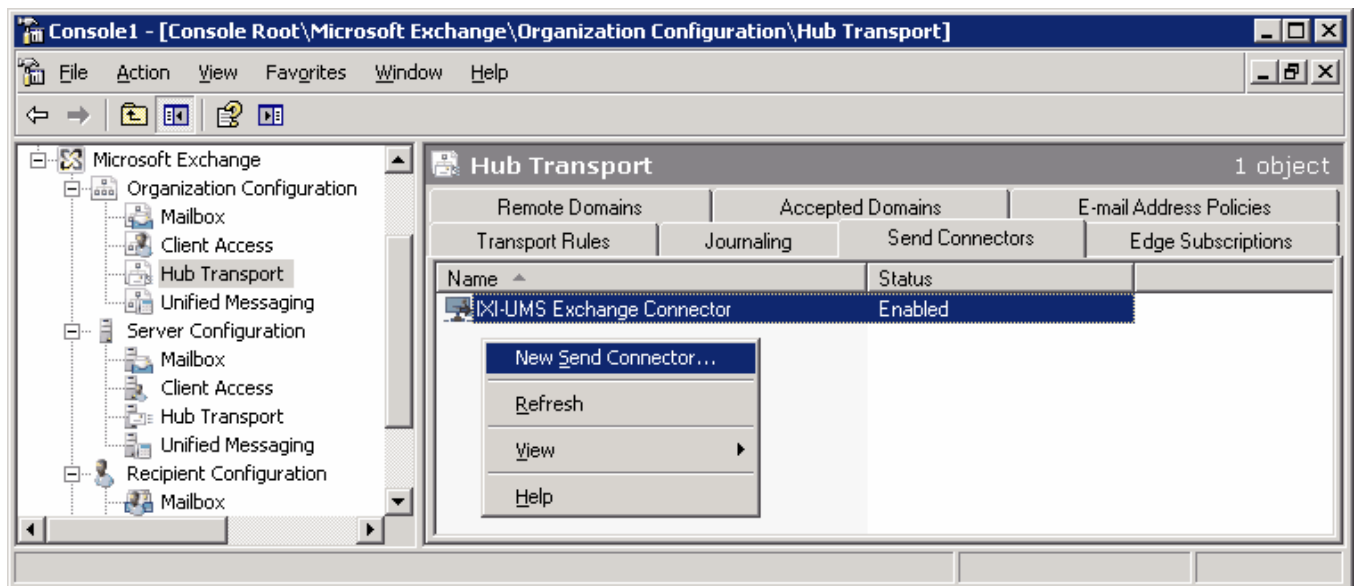 Console1 - [Console Root\Microsoft Exchange\Organization Configuration\Hub Transport]
File Action View Favorites Window Help
Microsoft Exchange
Organization Configuration
Mailbox
Client Access
Hub Transport
Unified Messaging
Server Configuration
Mailbox
Client Access
Hub Transport
Unified Messaging
Recipient Configuration
Mailbox
Hub Transport 1 object
Remote Domains Accepted Domains E-mail Address Policies
Transport Rules Journaling Send Connectors Edge Subscriptions
Name Status
IXI-UMS Exchange Connector Enabled
New Send Connector...
Refresh
View
Help